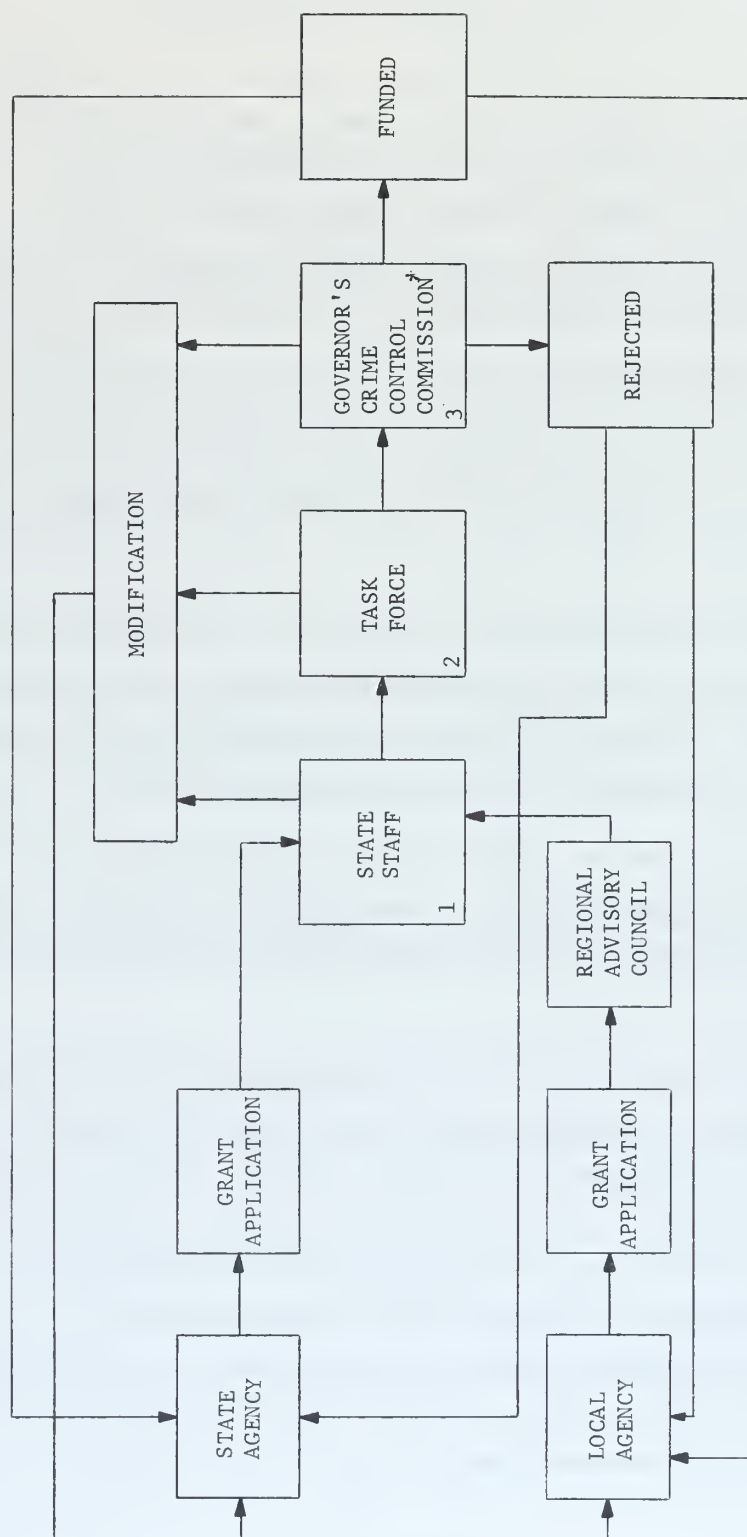 FUNDED
MODIFICATION
GOVERNOR'S
CRIME
CONTROL
COMMISSION*
3
REJECTED
TASK
FORCE
2
STATE
STAFF
1
REGIONAL
ADVISORY
COUNCIL
GRANT
APPLICATION
GRANT
APPLICATION
STATE
AGENCY
LOCAL
AGENCY